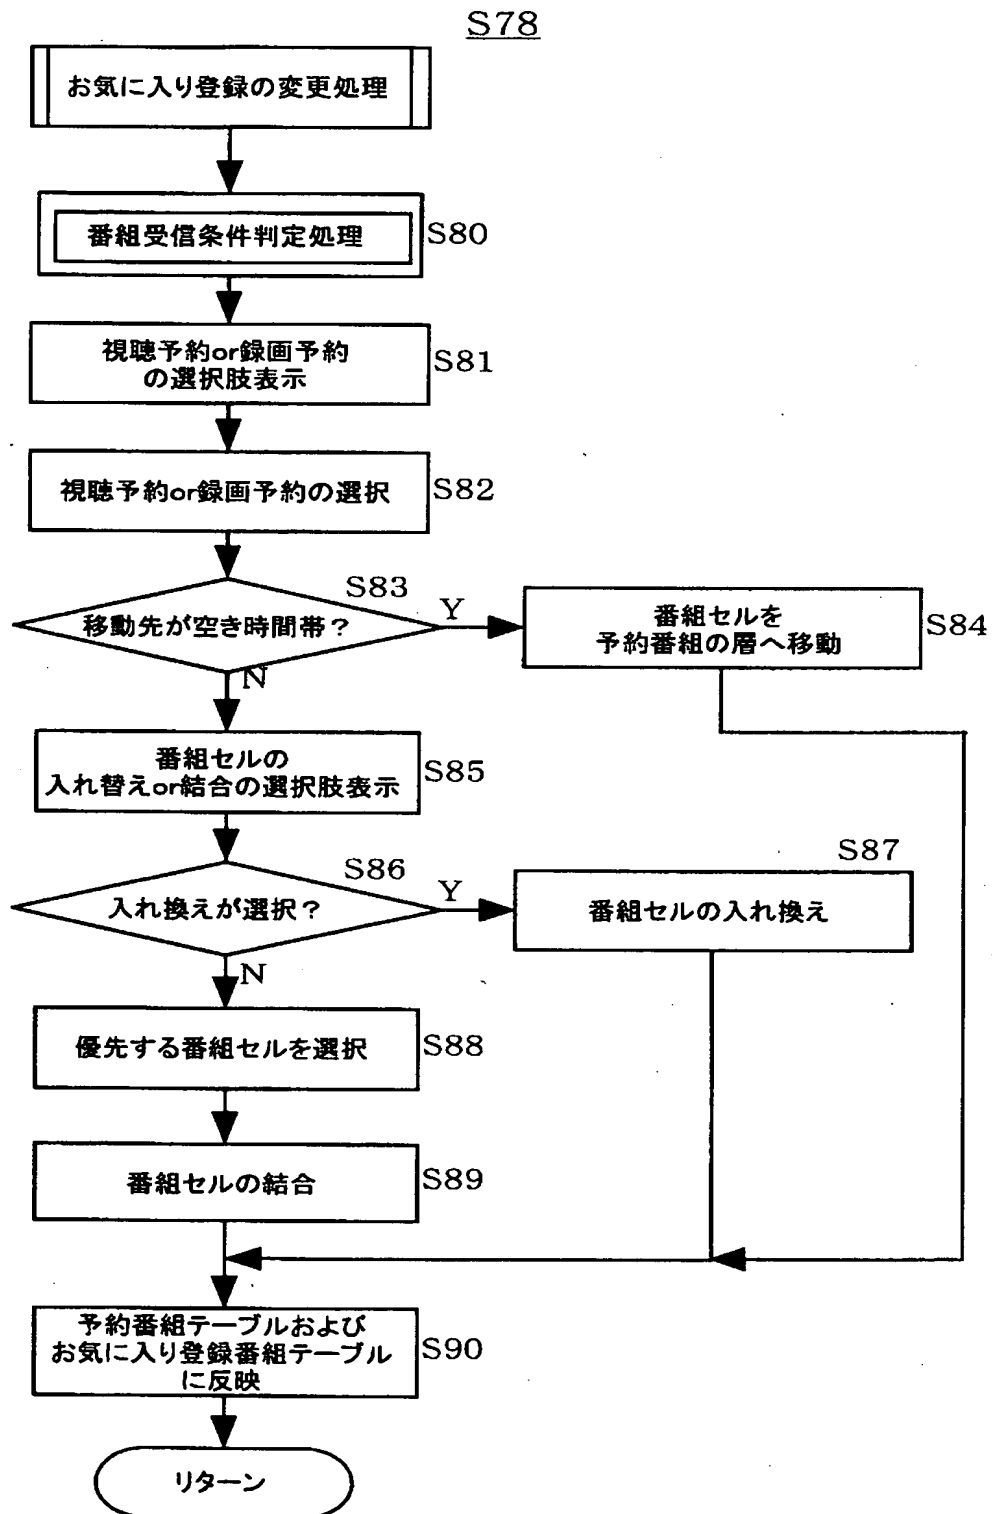 S78
お気に入り登録の変更処理
番組受信条件判定処理
S80
視聴予約or録画予約
の選択肢表示
S81
視聴予約or録画予約の選択
S82
S83
移動先が空き時間帯？
Y
番組セルを
予約番組の層へ移動
S84
N
番組セルの
入れ替えor結合の選択肢表示
S85
S86
入れ換えが選択？
Y
S87
番組セルの入れ換え
N
優先する番組セルを選択
S88
番組セルの結合
S89
予約番組テーブルおよび
お気に入り登録番組テーブル
に反映
S90
リターン